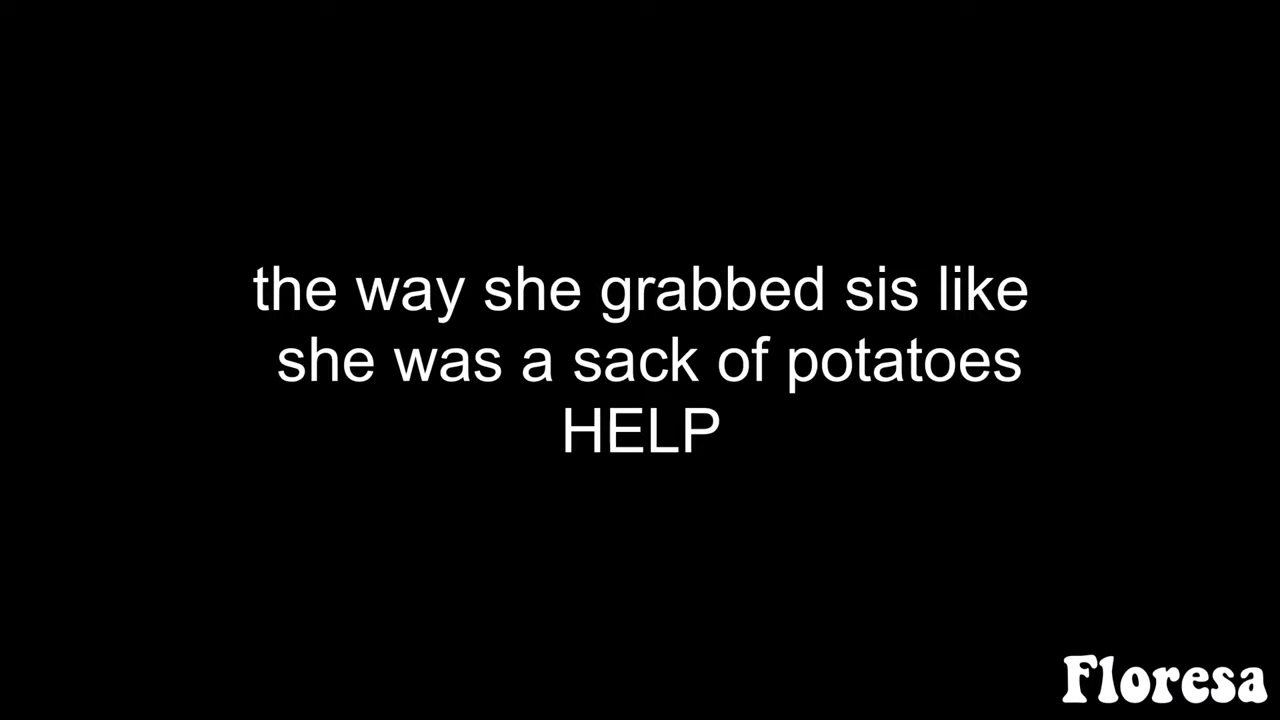 the way she grabbed sis like
she was a sack of potatoes
HELP
Floresa